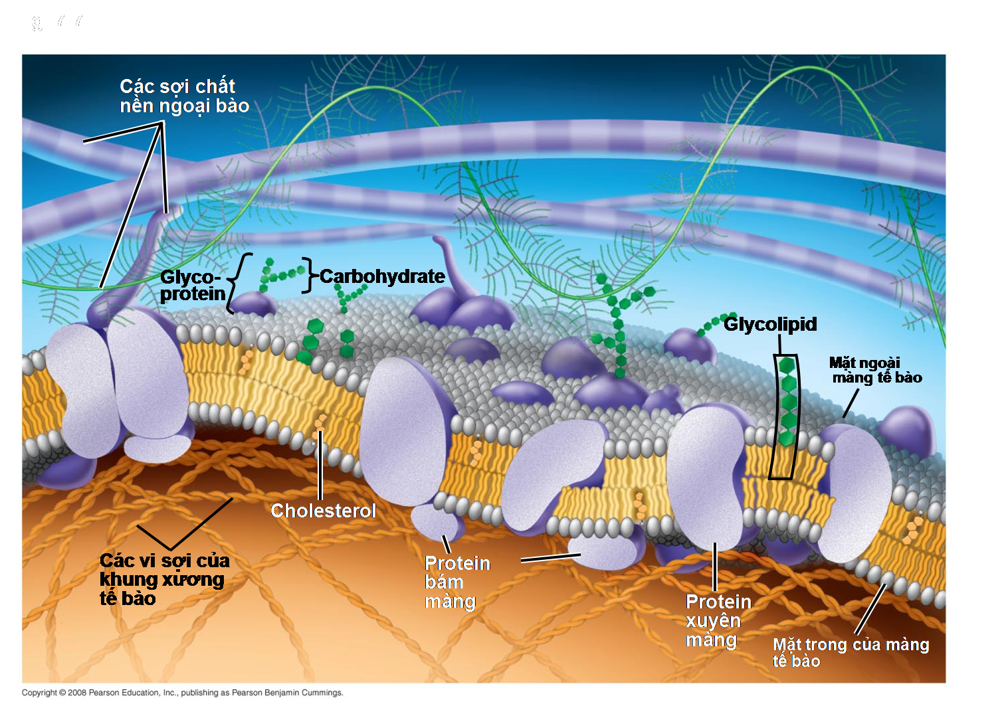 g 7 7
Các sợi chất
nền ngoại bào
Glyco-
protein
Carbohydrate
Glycolipid
Mặt ngoài
màng tế bào
Cholesterol
Các vi sợi của
khung xương
tế bào
Protein
bám
màng
Protein
xuyên
màng
Mặt trong của màng
tế bào
Copyright © 2008 Pearson Education, Inc., publishing as Pearson Benjamin Cummings.